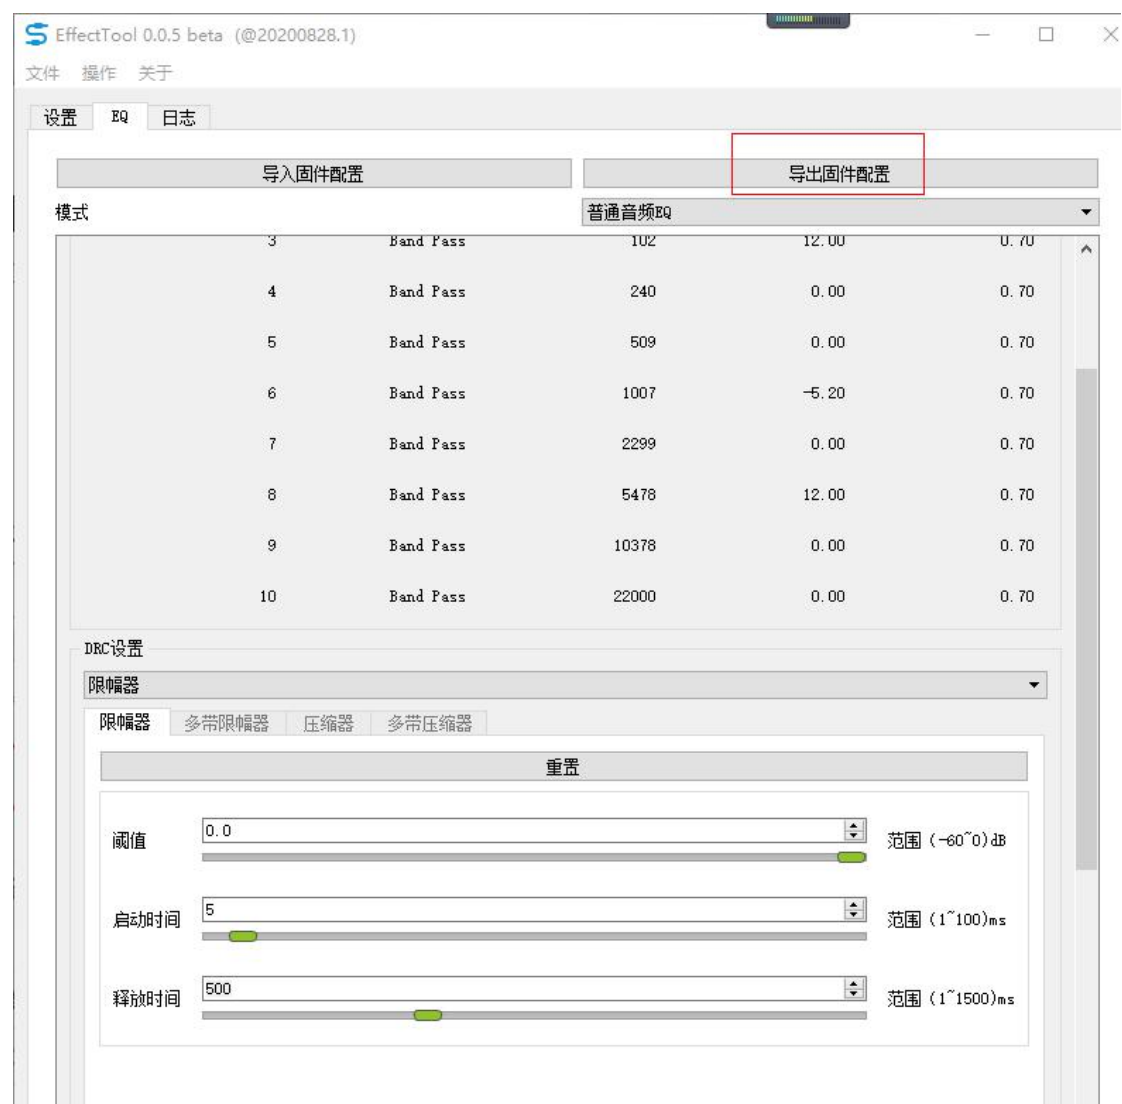 EffectTool 0.0.5 beta (@20200828.1)
文件 操作 关于
设置 EQ 日志
导入固件配置 导出固件配置
模式 普通音频EQ
3 Band Pass 102 12.00 0.70
4 Band Pass 240 0.00 0.70
5 Band Pass 509 0.00 0.70
6 Band Pass 1007 -5.20 0.70
7 Band Pass 2299 0.00 0.70
8 Band Pass 5478 12.00 0.70
9 Band Pass 10378 0.00 0.70
10 Band Pass 22000 0.00 0.70
DRC设置
限幅器
限幅器 多带限幅器 压缩器 多带压缩器
重置
阈值 0.0 范围(-60~0)dB
启动时间 5 范围(1~100)ms
释放时间 500 范围(1~1500)ms